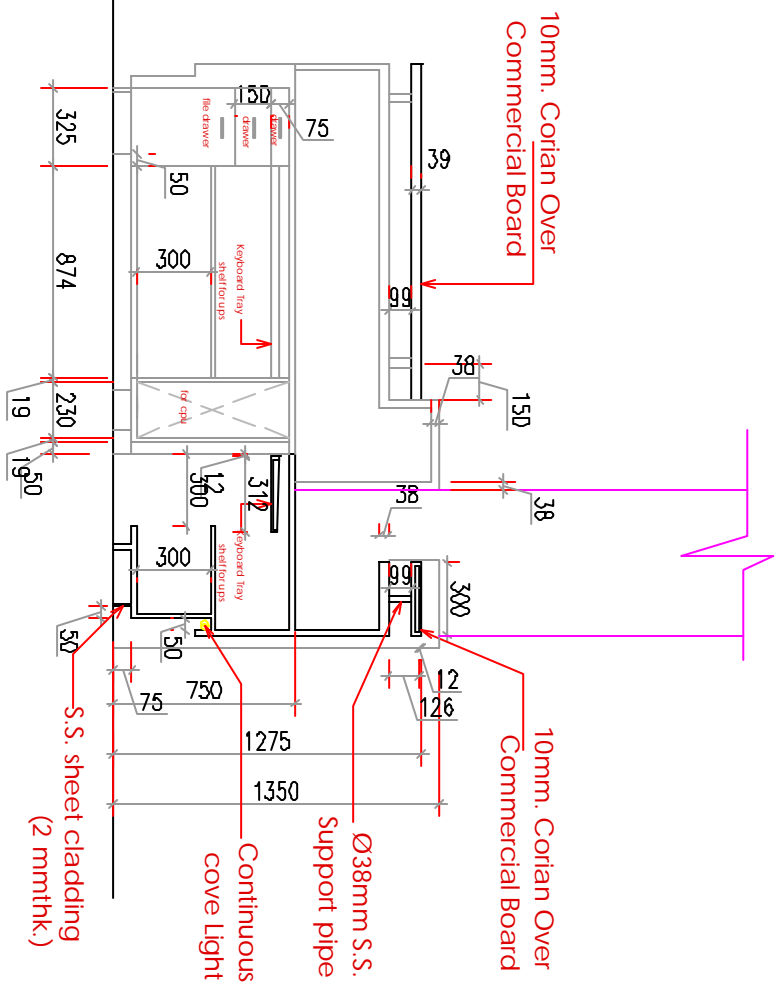 10mm. Corian Over
Commercial Board
150
75
file drawer
drawer
drawer
39
325
50
300
874
Keyboard Tray
shelf for ups
99
38
150
for cpu
19
230
19
50
12
300
312
38
38
Keyboard Tray
shelf for ups
300
99
300
50
50
12
126
75
750
1275
1350
10mm. Corian Over
Commercial Board
Ø38mm S.S.
Support pipe
Continuous
cove Light
S.S. sheet cladding
(2 mmthk.)